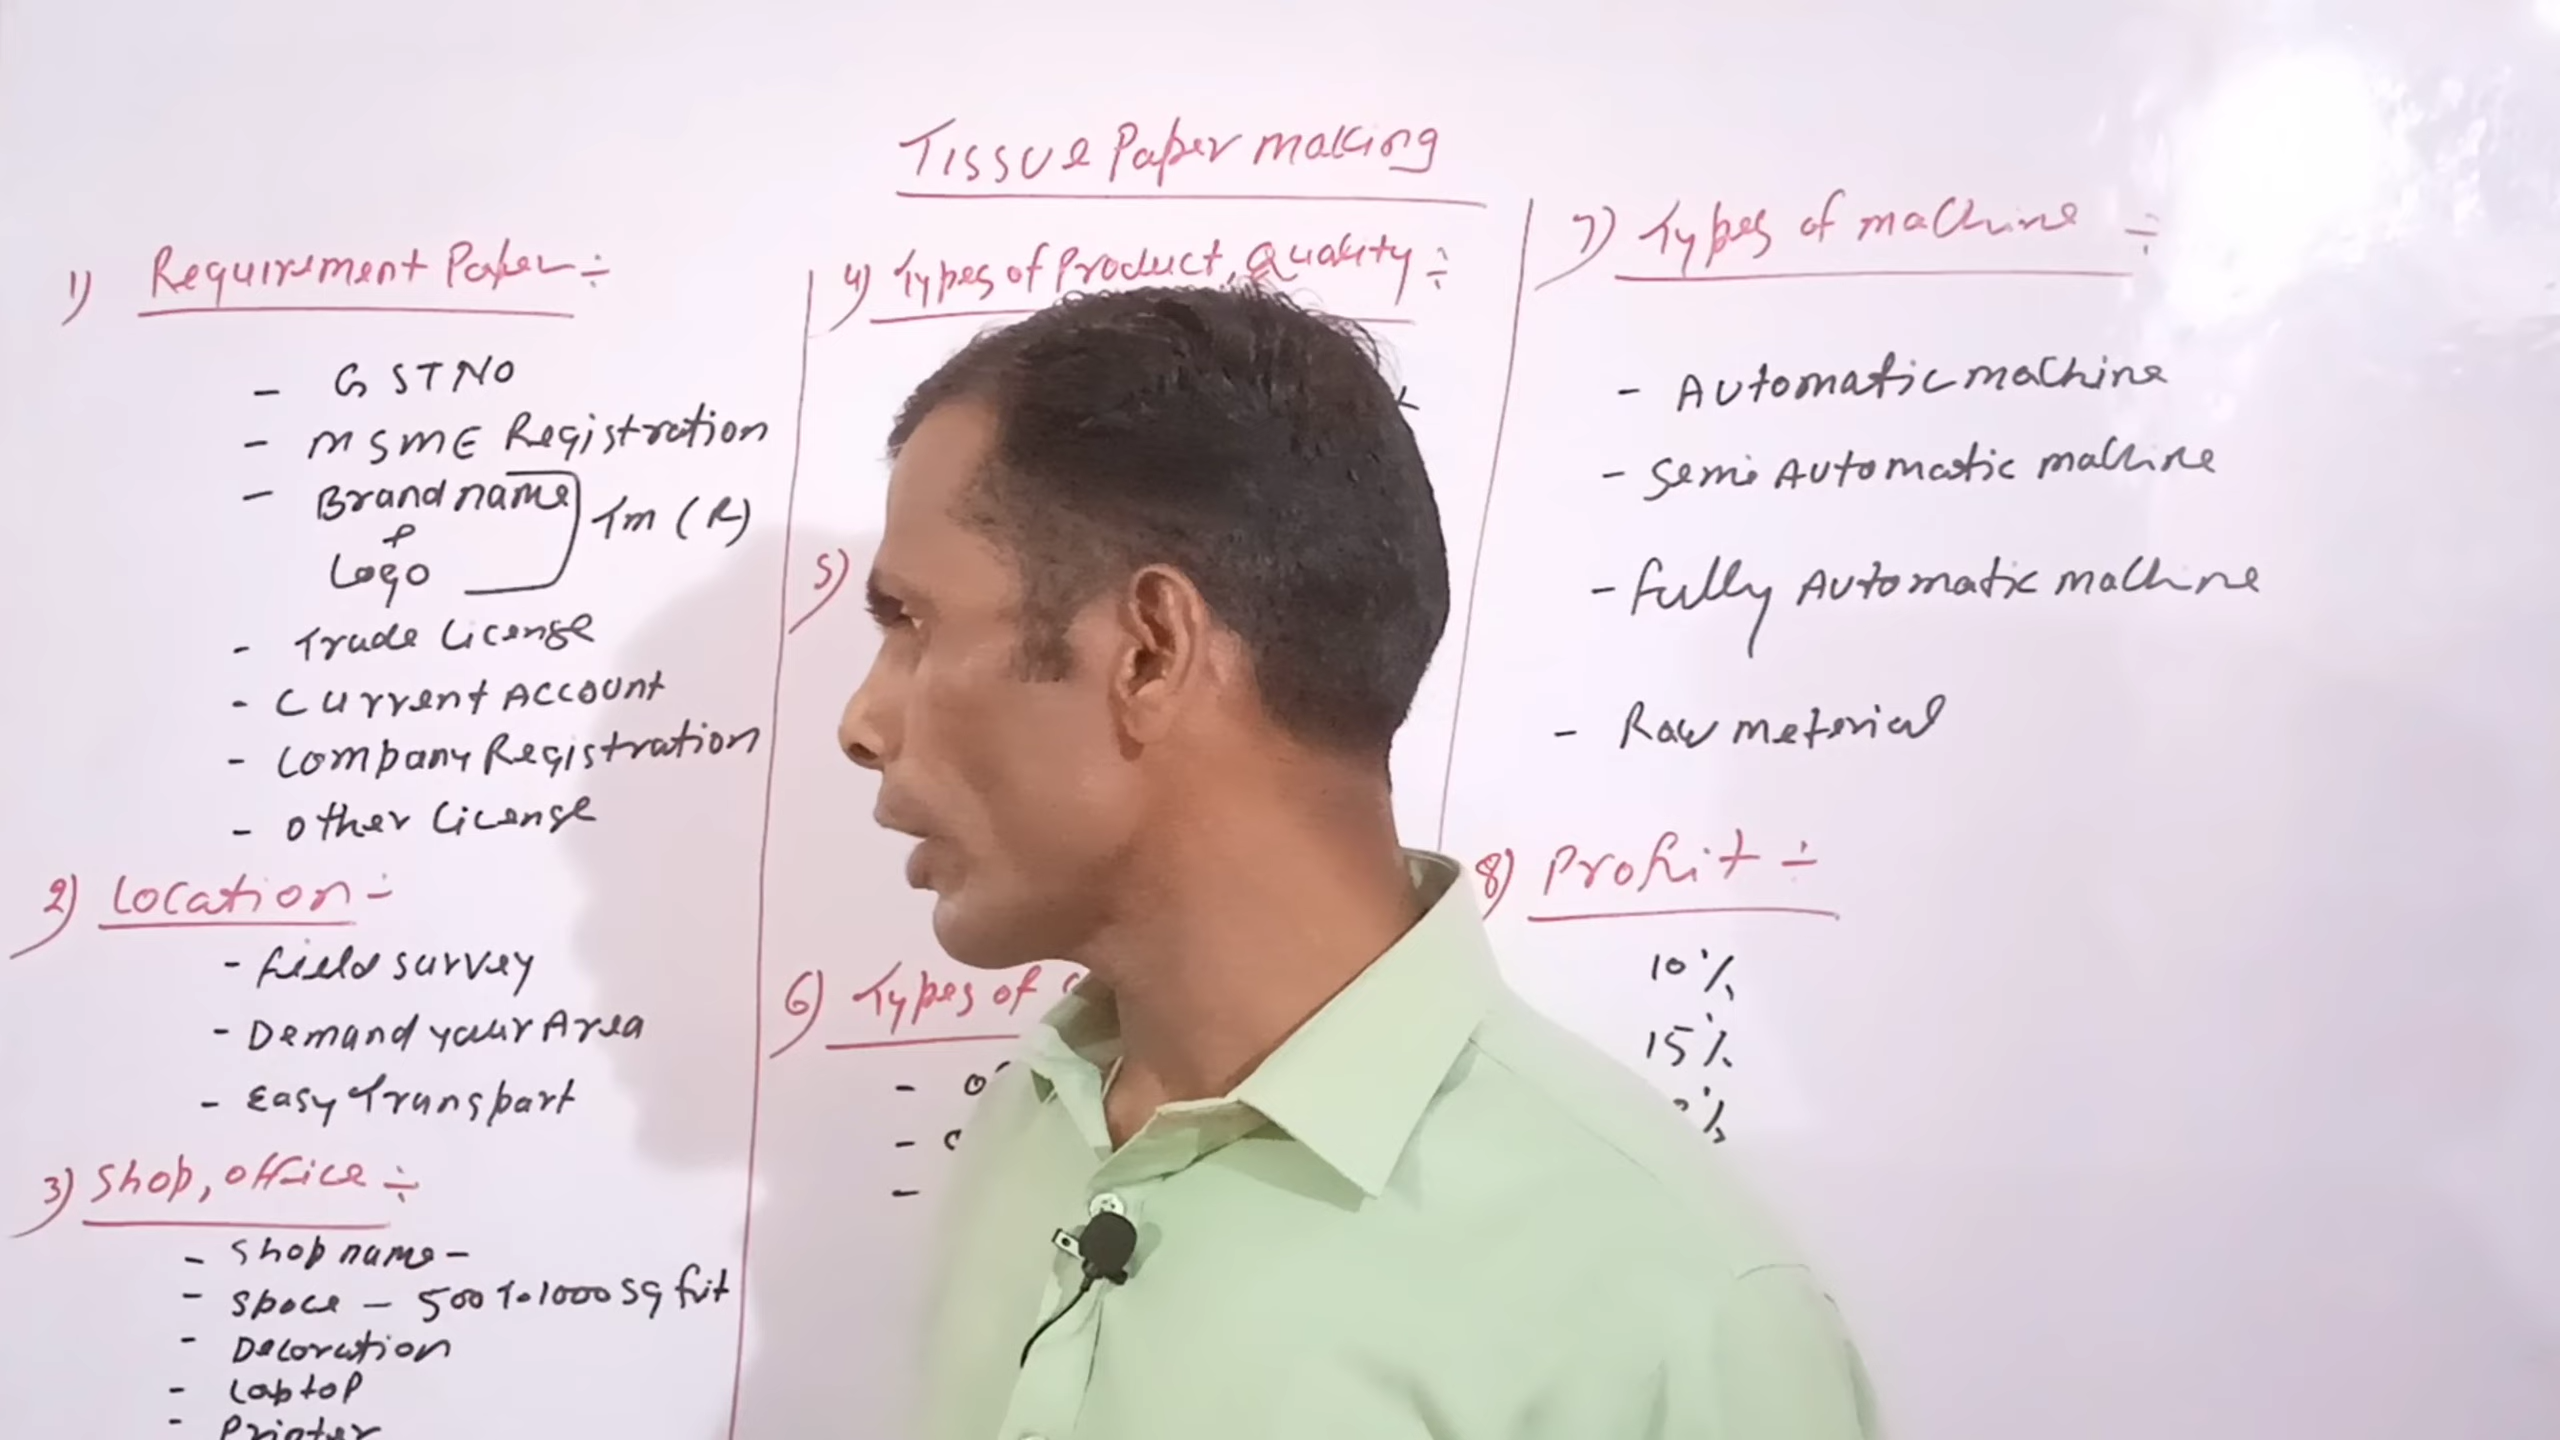 Tissue Paper making
1) Requirement Paper ÷
- GST NO
- MSME Registration
- Brand name
+
Logo
Tm (R)
- Trade License
- Current Account
- Company Registration
- other License
2) Location -
- field survey
- Demand your Area
- Easy Transport
3) Shop, office ÷
- Shop name -
- Space - 500 To 1000 Sq fit
- Decoration
- Laptop
- Printer
4) Types of Product, Quality ÷
5)
6) Types of
7) Types of machine ÷
- Automatic machine
- Semi Automatic machine
- Fully Automatic machine
- Raw meterial
8) Profit ÷
10%
15%
%